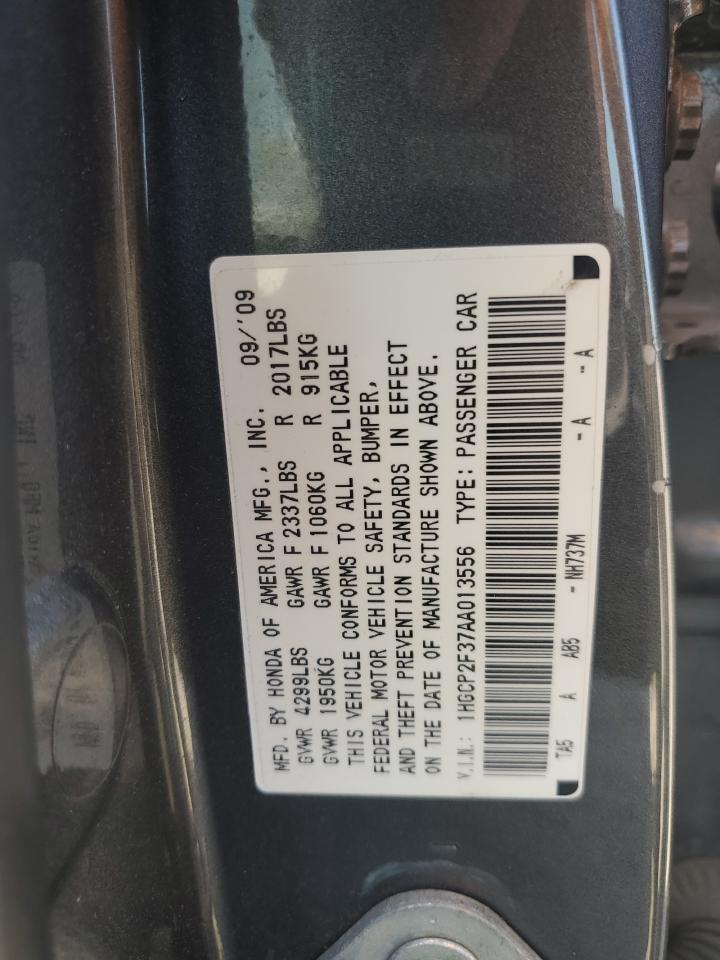 MFD. BY HONDA OF AMERICA MFG., INC. 09/'09
GVWR 4299LBS GAWR F 2337LBS R 2017LBS
GVWR 1950KG GAWR F 1060KG R 915KG
THIS VEHICLE CONFORMS TO ALL APPLICABLE
FEDERAL MOTOR VEHICLE SAFETY, BUMPER,
AND THEFT PREVENTION STANDARDS IN EFFECT
ON THE DATE OF MANUFACTURE SHOWN ABOVE.
V.I.N.: 1HGCP2F37AA013556 TYPE: PASSENGER CAR
TA5 A AB5 - NH737M - A - A